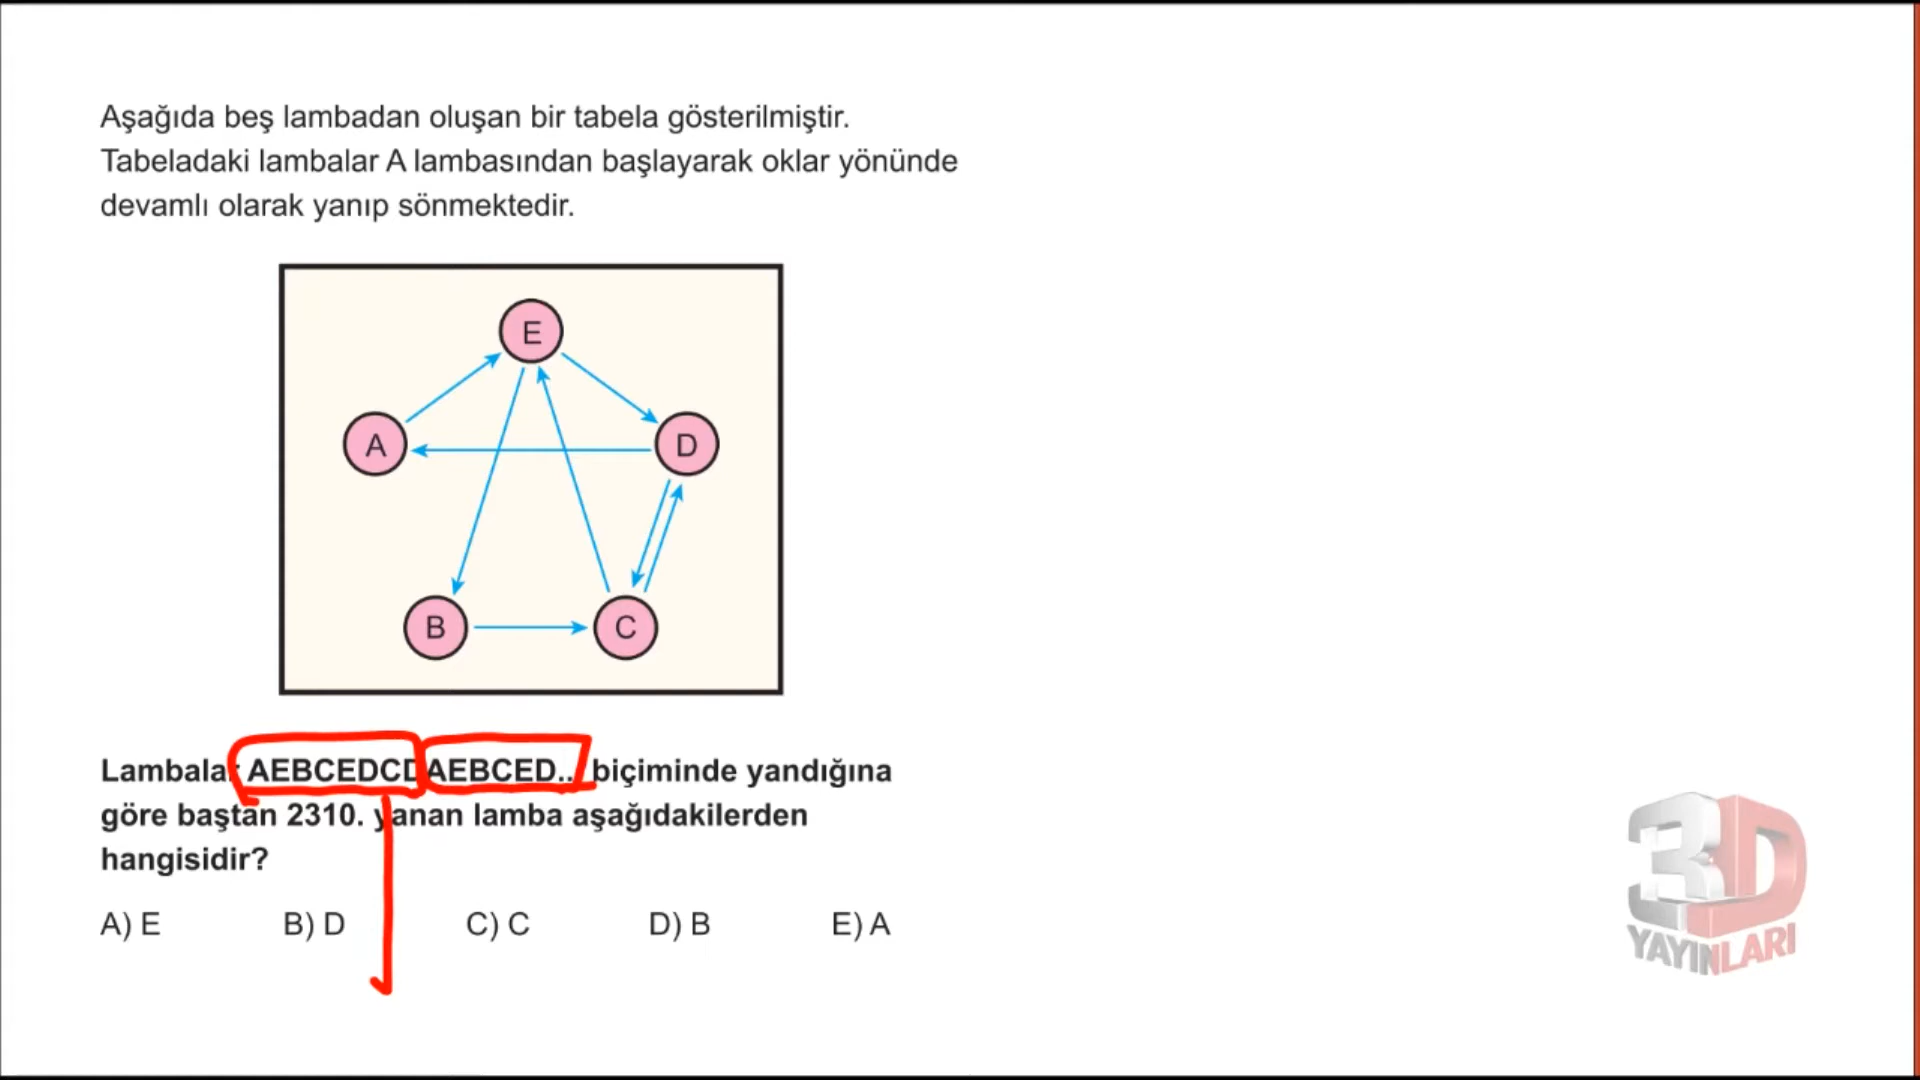 Aşağıda beş lambadan oluşan bir tabela gösterilmiştir.
Tabeladaki lambalar A lambasından başlayarak oklar yönünde
devamlı olarak yanıp sönmektedir.
E
A
D
B
C
Lambalar AEBCEDCDAEBCED... biçiminde yandığına
göre baştan 2310. yanan lamba aşağıdakilerden
hangisidir?
A) E B) D C) C D) B E) A
3D
YAYINLARI